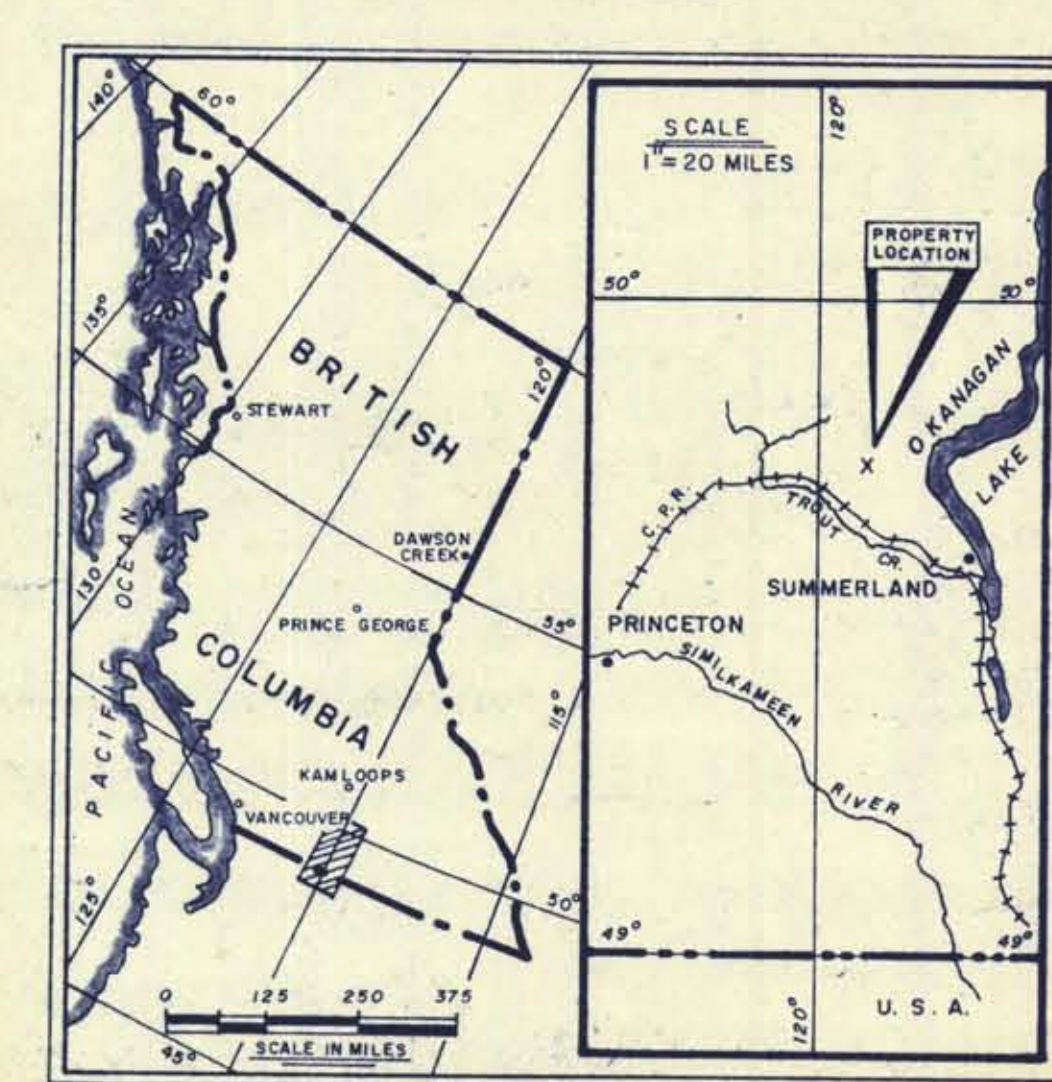 140°
60°
135°
BRITISH
120°
STEWART
130°
PACIFIC OCEAN
DAWSON
CREEK
PRINCE GEORGE
55°
COLUMBIA
115°
KAMLOOPS
VANCOUVER
125°
50°
0 125 250 375
SCALE IN MILES
45°
SCALE
1"=20 MILES
120°
PROPERTY
LOCATION
50° 50°
OKANAGAN
LAKE
X
C.P.R.
TROUT
CR.
SUMMERLAND
PRINCETON
SIMILKAMEEN
RIVER
49° 49°
120°
U.S.A.